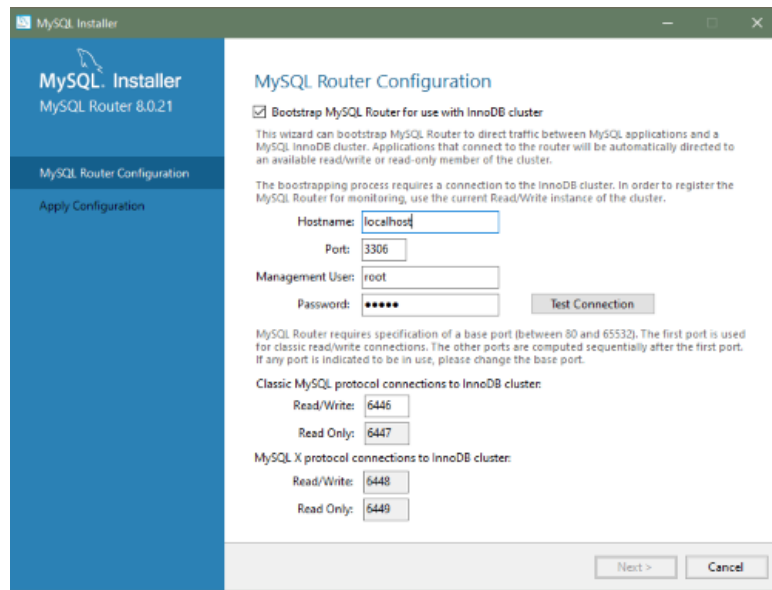 MySQL Installer
MySQL. Installer
MySQL Router 8.0.21
MySQL Router Configuration
Apply Configuration
MySQL Router Configuration
Bootstrap MySQL Router for use with InnoDB cluster
This wizard can bootstrap MySQL Router to direct traffic between MySQL applications and a
MySQL InnoDB cluster. Applications that connect to the router will be automatically directed to
an available read/write or read-only member of the cluster.
The boostrapping process requires a connection to the InnoDB cluster. In order to register the
MySQL Router for monitoring, use the current Read/Write instance of the cluster.
Hostname: localhost
Port: 3306
Management User: root
Password: •••••
Test Connection
MySQL Router requires specification of a base port (between 80 and 65532). The first port is used
for classic read/write connections. The other ports are computed sequentially after the first port.
If any port is indicated to be in use, please change the base port.
Classic MySQL protocol connections to InnoDB cluster:
Read/Write: 6446
Read Only: 6447
MySQL X protocol connections to InnoDB cluster:
Read/Write: 6448
Read Only: 6449
Next >
Cancel